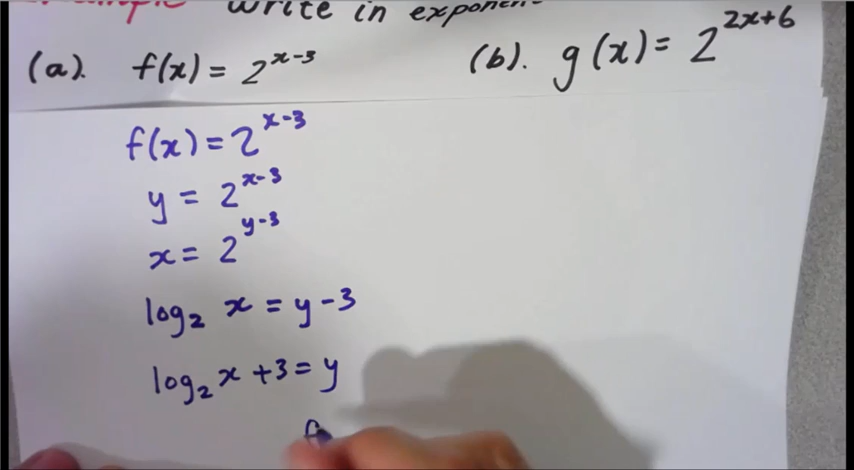 write in
(a). f(x) = 2^{x-3} (b). g(x) = 2^{2x+6}
f(x) = 2^{x-3}
y = 2^{x-3}
x = 2^{y-3}
log₂ x = y - 3
log₂ x + 3 = y
f